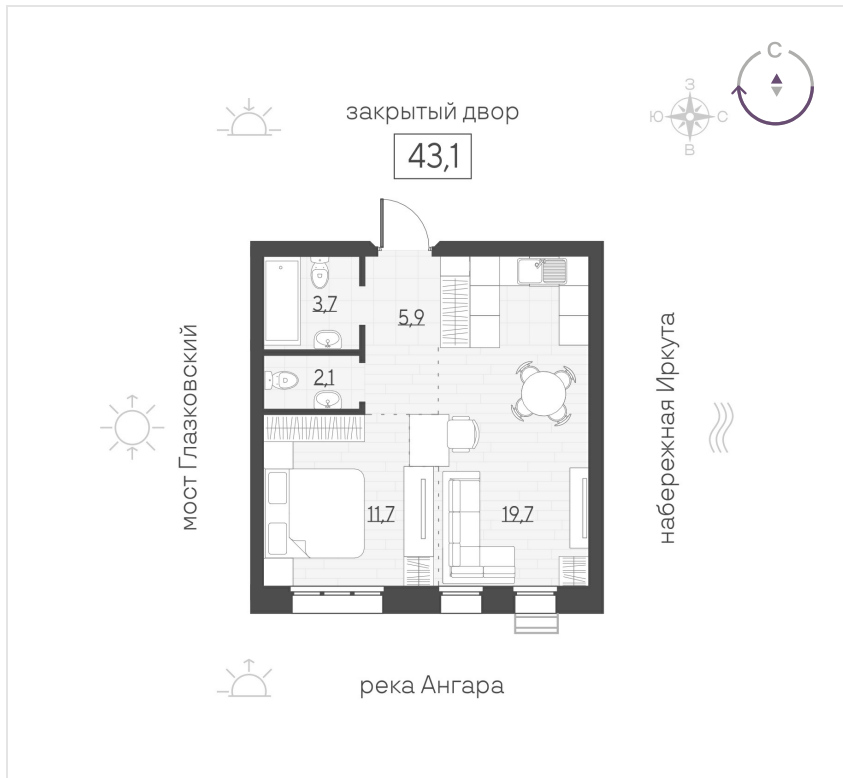 С
З
Ю
С
В
закрытый двор
43,1
3,7
5,9
2,1
11,7
19,7
мост Глазковский
набережная Иркута
река Ангара